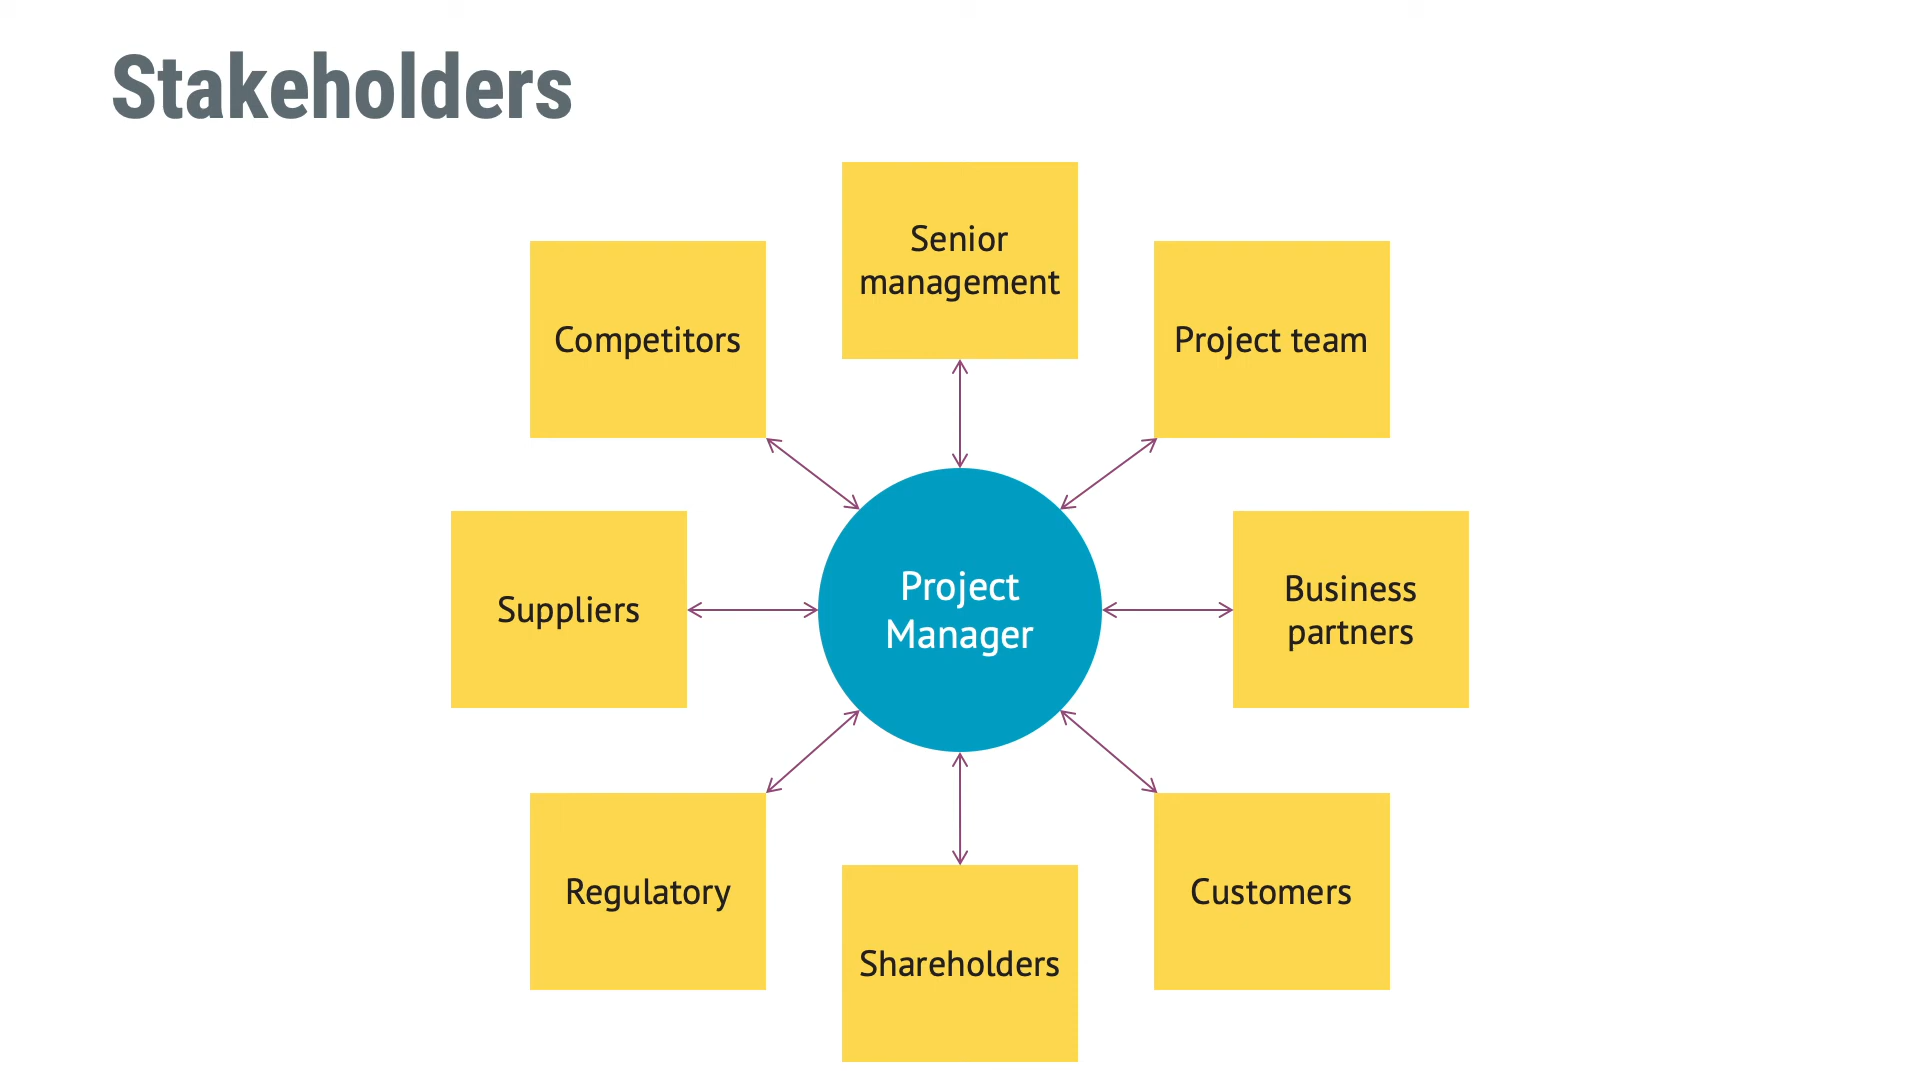 Stakeholders
Senior
management
Competitors
Project team
Suppliers
Project
Manager
Business
partners
Regulatory
Customers
Shareholders